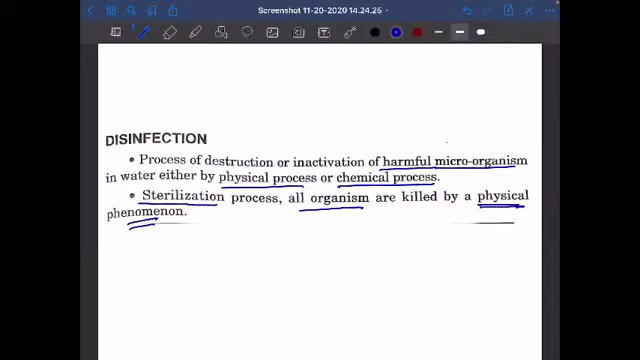 Screenshot 11-20-2020 14.24.25
DISINFECTION
• Process of destruction or inactivation of harmful micro-organism
in water either by physical process or chemical process.
• Sterilization process, all organism are killed by a physical
phenomenon.